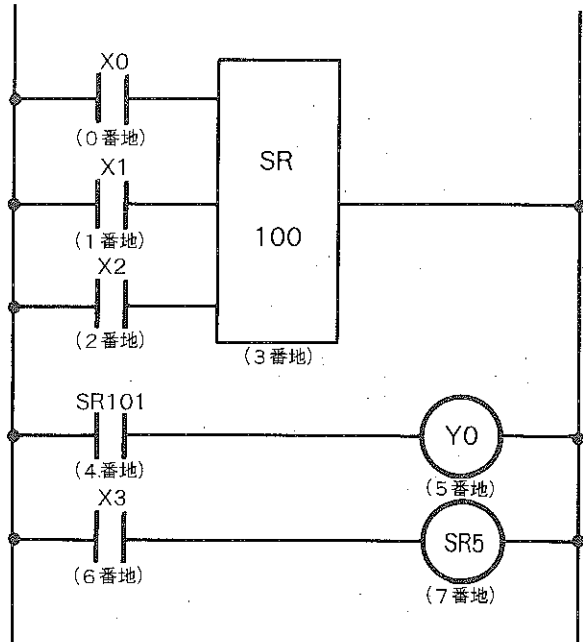 X0
(0番地)
X1
(1番地)
X2
(2番地)
SR
100
(3番地)
SR101
(4番地)
Y0
(5番地)
X3
(6番地)
SR5
(7番地)